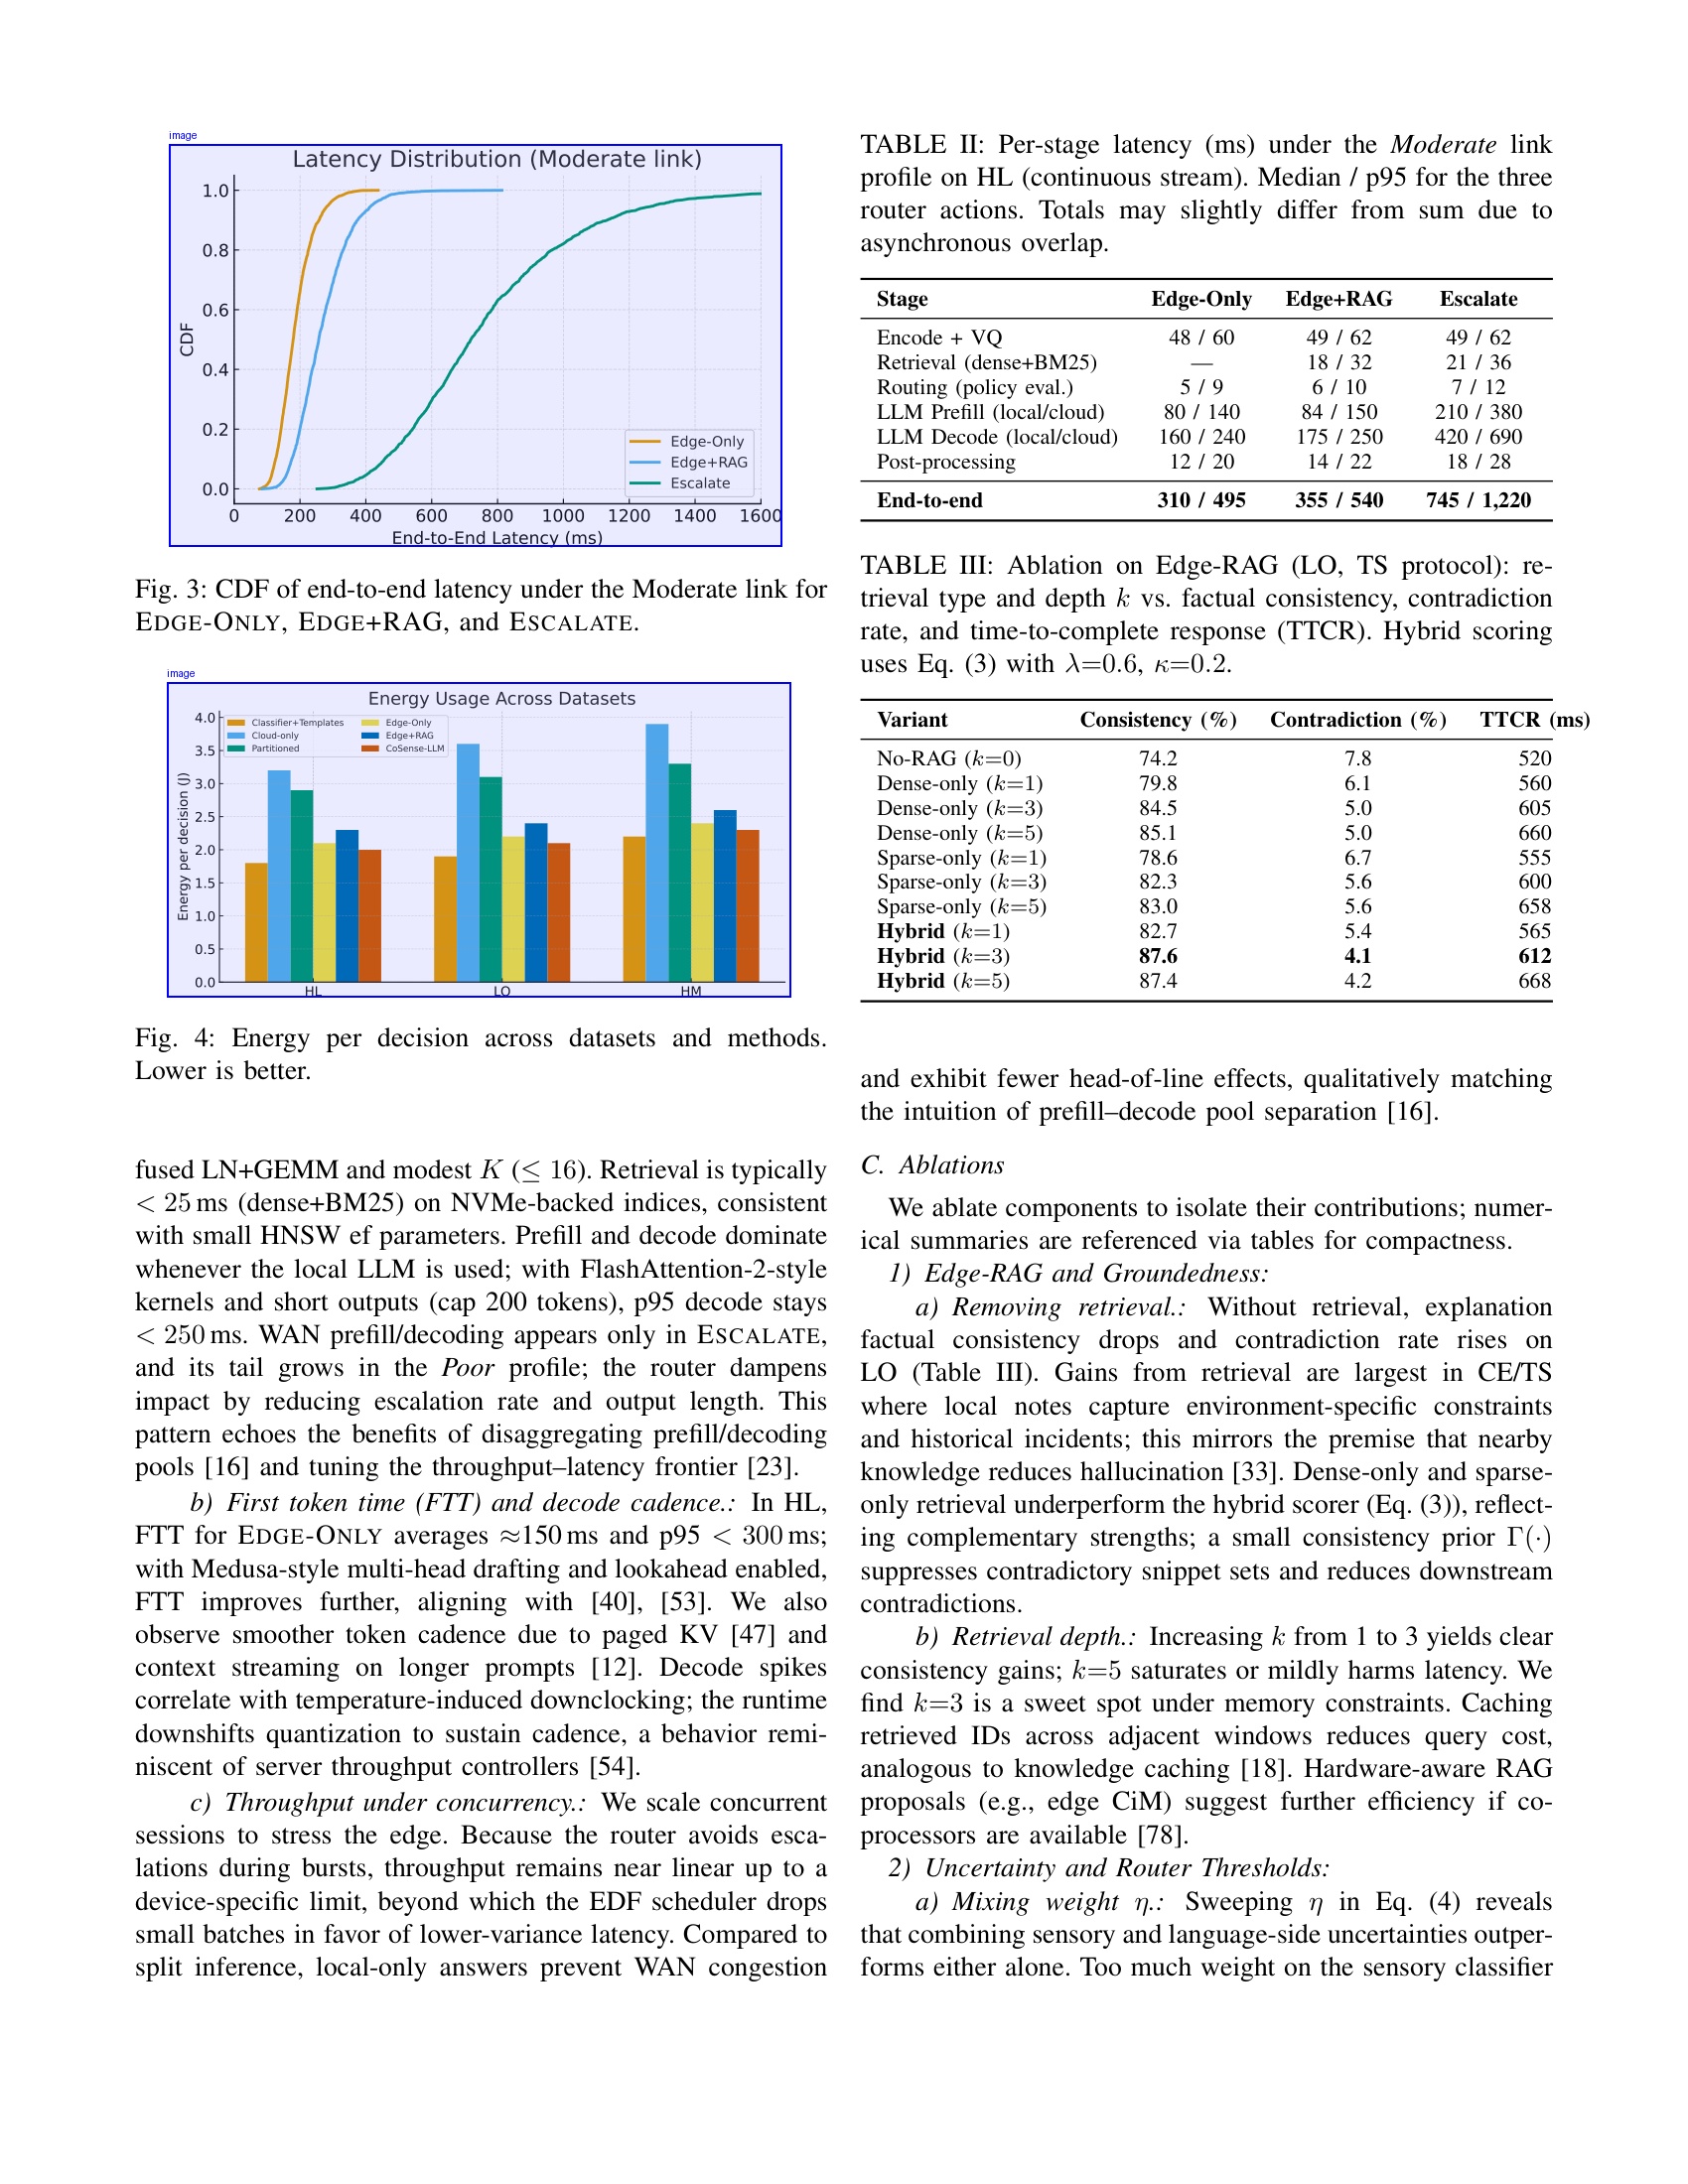 image
Latency Distribution (Moderate link)
1.0
0.8
0.6
0.4
0.2
0.0
CDF
Edge-Only
Edge+RAG
Escalate
0 200 400 600 800 1000 1200 1400 1600
End-to-End Latency (ms)
Fig. 3: CDF of end-to-end latency under the Moderate link for
EDGE-ONLY, EDGE+RAG, and ESCALATE.
image
Energy Usage Across Datasets
Classifier+Templates
Cloud-only
Partitioned
Edge-Only
Edge+RAG
CoSense-LLM
4.0
3.5
3.0
2.5
2.0
1.5
1.0
0.5
0.0
Energy per decision (J)
HL LO HM
Fig. 4: Energy per decision across datasets and methods.
Lower is better.
fused LN+GEMM and modest K (≤ 16). Retrieval is typically
< 25 ms (dense+BM25) on NVMe-backed indices, consistent
with small HNSW ef parameters. Prefill and decode dominate
whenever the local LLM is used; with FlashAttention-2-style
kernels and short outputs (cap 200 tokens), p95 decode stays
< 250 ms. WAN prefill/decoding appears only in ESCALATE,
and its tail grows in the Poor profile; the router dampens
impact by reducing escalation rate and output length. This
pattern echoes the benefits of disaggregating prefill/decoding
pools [16] and tuning the throughput–latency frontier [23].
b) First token time (FTT) and decode cadence.: In HL,
FTT for EDGE-ONLY averages ≈150 ms and p95 < 300 ms;
with Medusa-style multi-head drafting and lookahead enabled,
FTT improves further, aligning with [40], [53]. We also
observe smoother token cadence due to paged KV [47] and
context streaming on longer prompts [12]. Decode spikes
correlate with temperature-induced downclocking; the runtime
downshifts quantization to sustain cadence, a behavior remi-
niscent of server throughput controllers [54].
c) Throughput under concurrency.: We scale concurrent
sessions to stress the edge. Because the router avoids esca-
lations during bursts, throughput remains near linear up to a
device-specific limit, beyond which the EDF scheduler drops
small batches in favor of lower-variance latency. Compared to
split inference, local-only answers prevent WAN congestion
TABLE II: Per-stage latency (ms) under the Moderate link
profile on HL (continuous stream). Median / p95 for the three
router actions. Totals may slightly differ from sum due to
asynchronous overlap.
Stage Edge-Only Edge+RAG Escalate
Encode + VQ 48 / 60 49 / 62 49 / 62
Retrieval (dense+BM25) — 18 / 32 21 / 36
Routing (policy eval.) 5 / 9 6 / 10 7 / 12
LLM Prefill (local/cloud) 80 / 140 84 / 150 210 / 380
LLM Decode (local/cloud) 160 / 240 175 / 250 420 / 690
Post-processing 12 / 20 14 / 22 18 / 28
End-to-end 310 / 495 355 / 540 745 / 1,220
TABLE III: Ablation on Edge-RAG (LO, TS protocol): re-
trieval type and depth k vs. factual consistency, contradiction
rate, and time-to-complete response (TTCR). Hybrid scoring
uses Eq. (3) with λ=0.6, κ=0.2.
Variant Consistency (%) Contradiction (%) TTCR (ms)
No-RAG (k=0) 74.2 7.8 520
Dense-only (k=1) 79.8 6.1 560
Dense-only (k=3) 84.5 5.0 605
Dense-only (k=5) 85.1 5.0 660
Sparse-only (k=1) 78.6 6.7 555
Sparse-only (k=3) 82.3 5.6 600
Sparse-only (k=5) 83.0 5.6 658
Hybrid (k=1) 82.7 5.4 565
Hybrid (k=3) 87.6 4.1 612
Hybrid (k=5) 87.4 4.2 668
and exhibit fewer head-of-line effects, qualitatively matching
the intuition of prefill–decode pool separation [16].
C. Ablations
We ablate components to isolate their contributions; numer-
ical summaries are referenced via tables for compactness.
1) Edge-RAG and Groundedness:
a) Removing retrieval.: Without retrieval, explanation
factual consistency drops and contradiction rate rises on
LO (Table III). Gains from retrieval are largest in CE/TS
where local notes capture environment-specific constraints
and historical incidents; this mirrors the premise that nearby
knowledge reduces hallucination [33]. Dense-only and sparse-
only retrieval underperform the hybrid scorer (Eq. (3)), reflect-
ing complementary strengths; a small consistency prior Γ(·)
suppresses contradictory snippet sets and reduces downstream
contradictions.
b) Retrieval depth.: Increasing k from 1 to 3 yields clear
consistency gains; k=5 saturates or mildly harms latency. We
find k=3 is a sweet spot under memory constraints. Caching
retrieved IDs across adjacent windows reduces query cost,
analogous to knowledge caching [18]. Hardware-aware RAG
proposals (e.g., edge CiM) suggest further efficiency if co-
processors are available [78].
2) Uncertainty and Router Thresholds:
a) Mixing weight η.: Sweeping η in Eq. (4) reveals
that combining sensory and language-side uncertainties outper-
forms either alone. Too much weight on the sensory classifier